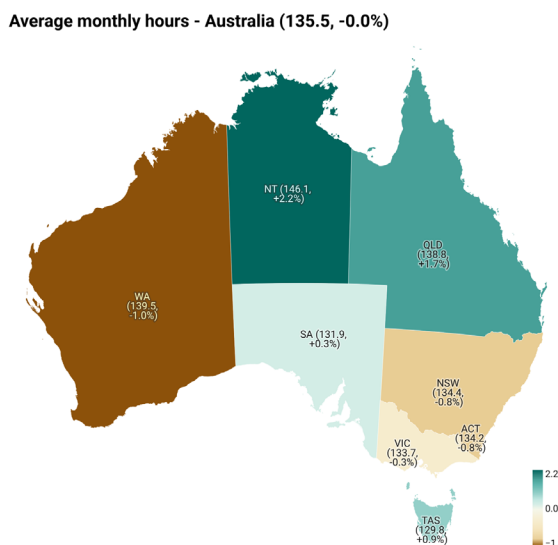 Average monthly hours - Australia (135.5, -0.0%)
NT (146.1,
+2.2%)
QLD
(138.8,
+1.7%)
WA
(139.5,
-1.0%)
SA (131.9,
+0.3%)
NSW
(134.4,
-0.8%)
ACT
(134.2,
-0.8%)
VIC
(133.7,
-0.3%)
TAS
(129.8,
+0.9%)
2.2
0.0